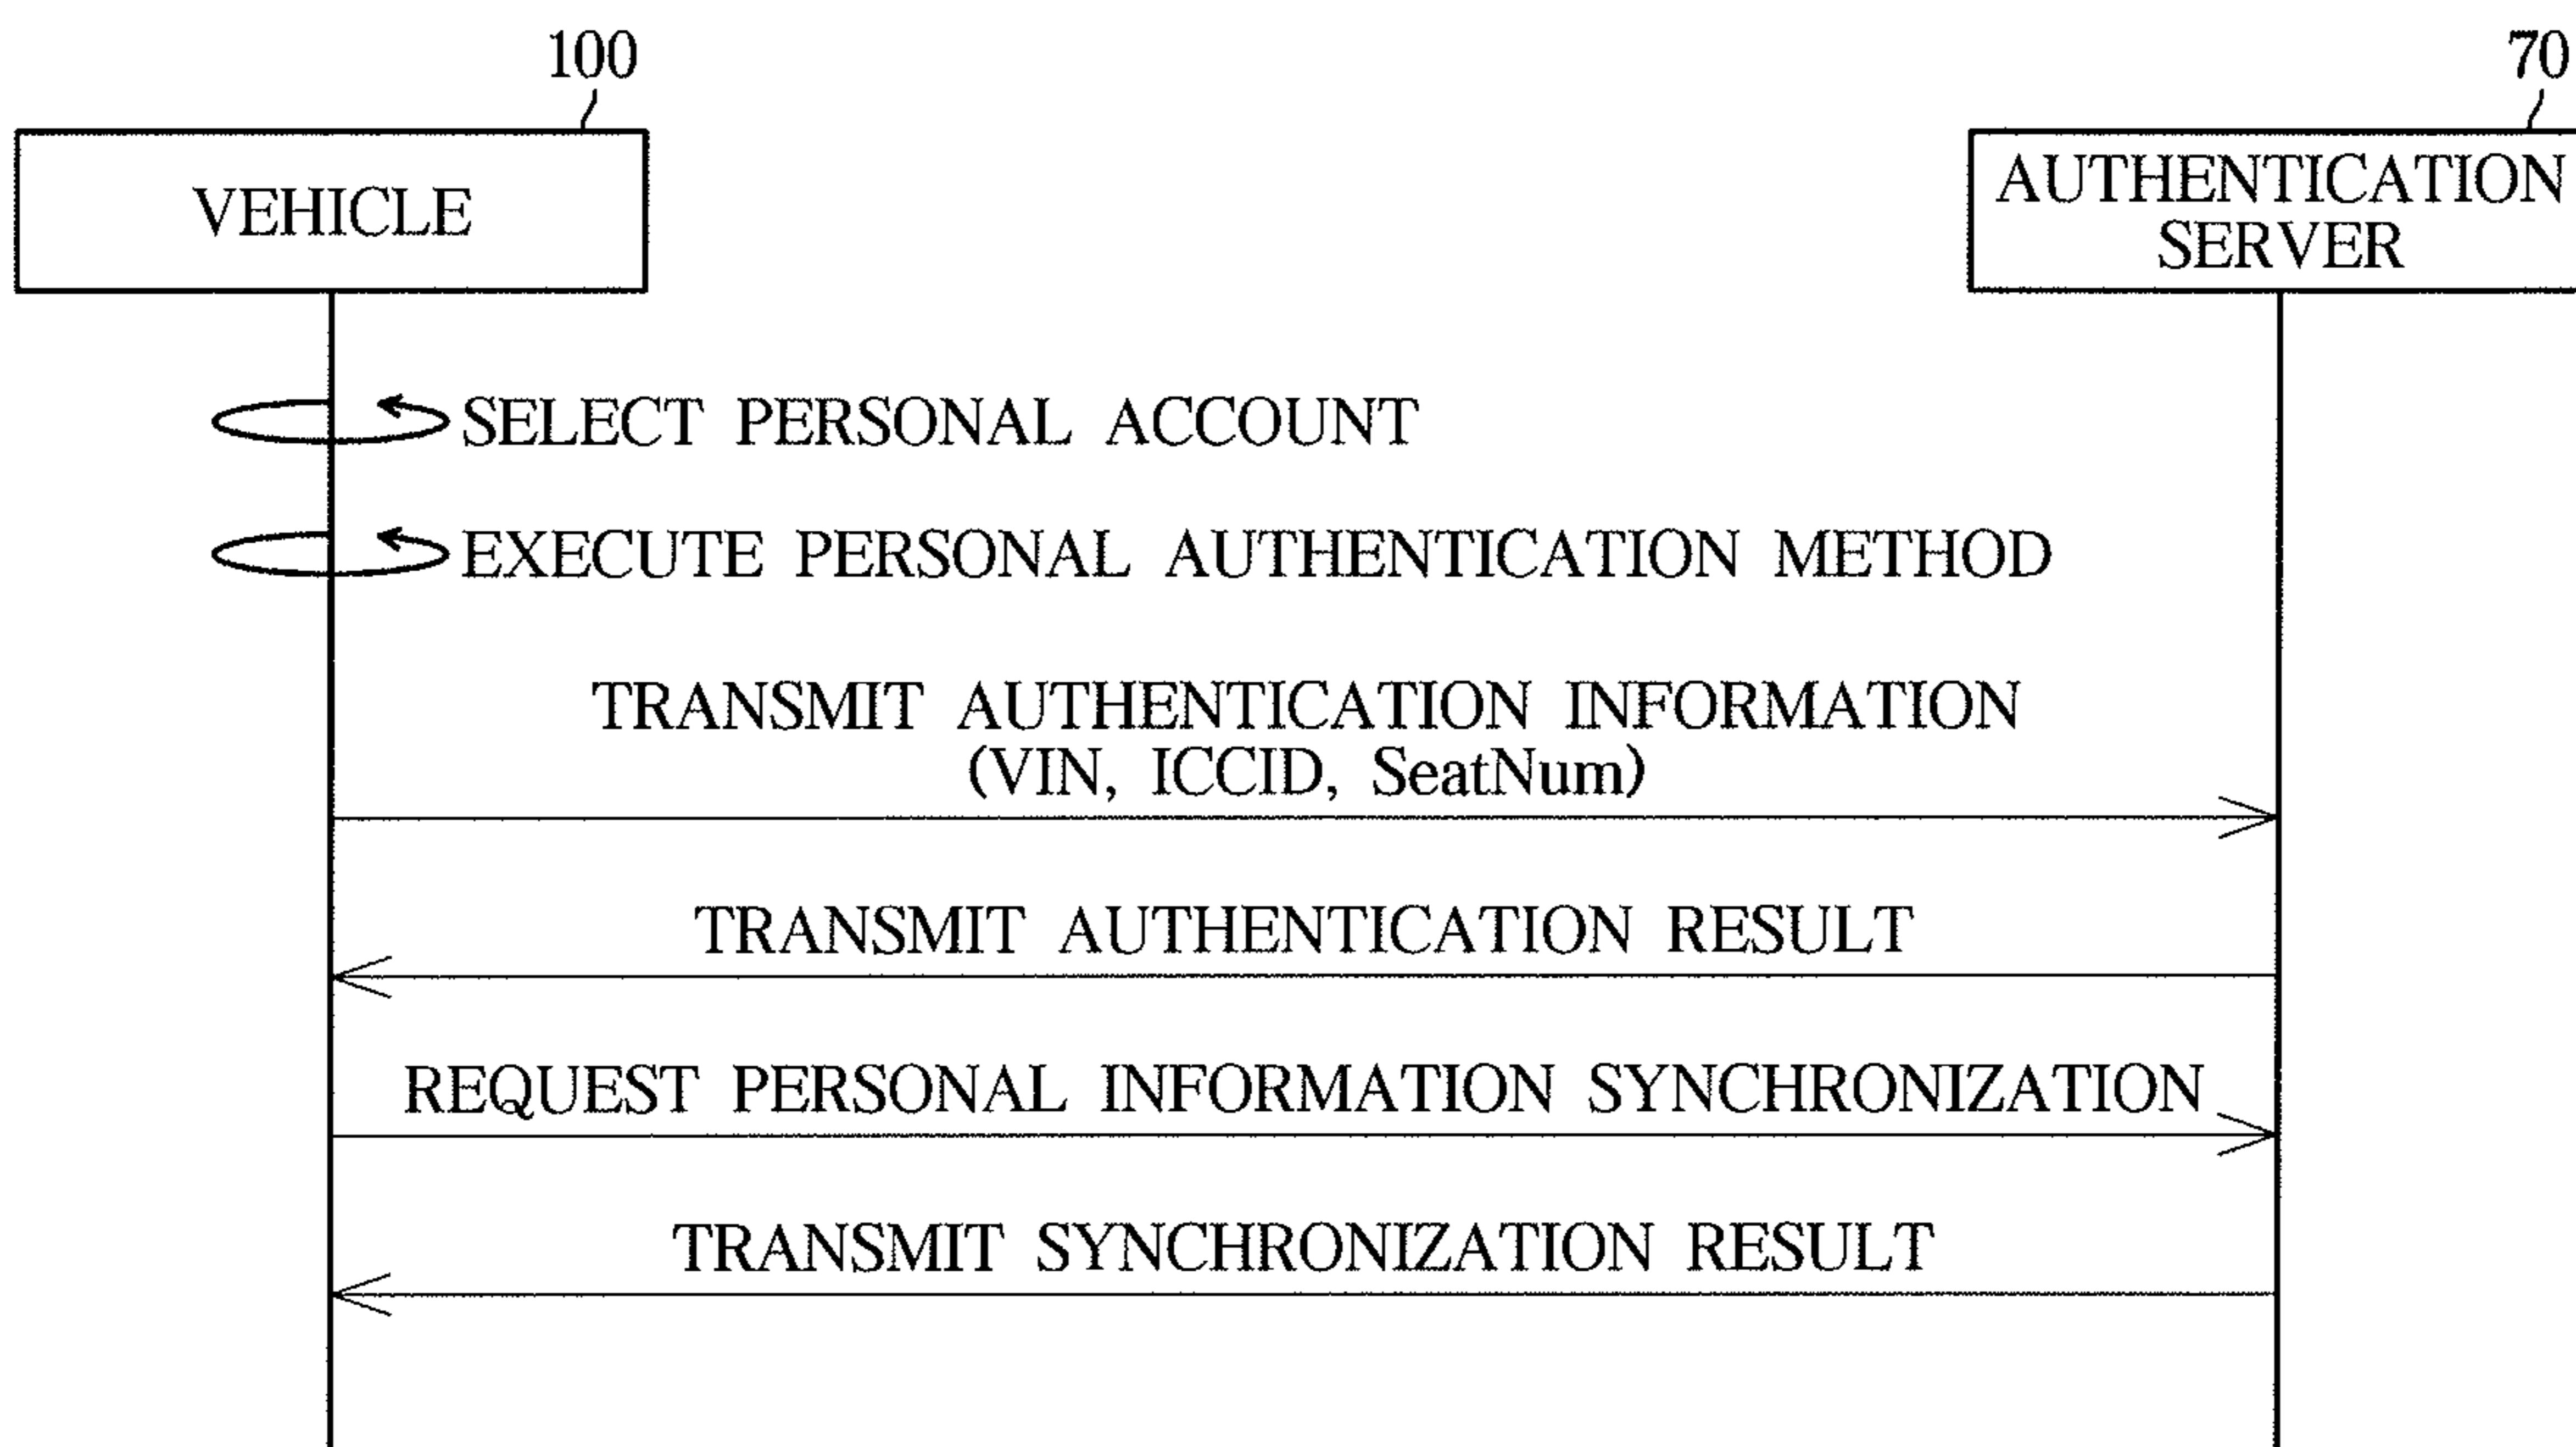 100
70
VEHICLE
AUTHENTICATION
SERVER
SELECT PERSONAL ACCOUNT
EXECUTE PERSONAL AUTHENTICATION METHOD
TRANSMIT AUTHENTICATION INFORMATION
(VIN, ICCID, SeatNum)
TRANSMIT AUTHENTICATION RESULT
REQUEST PERSONAL INFORMATION SYNCHRONIZATION
TRANSMIT SYNCHRONIZATION RESULT